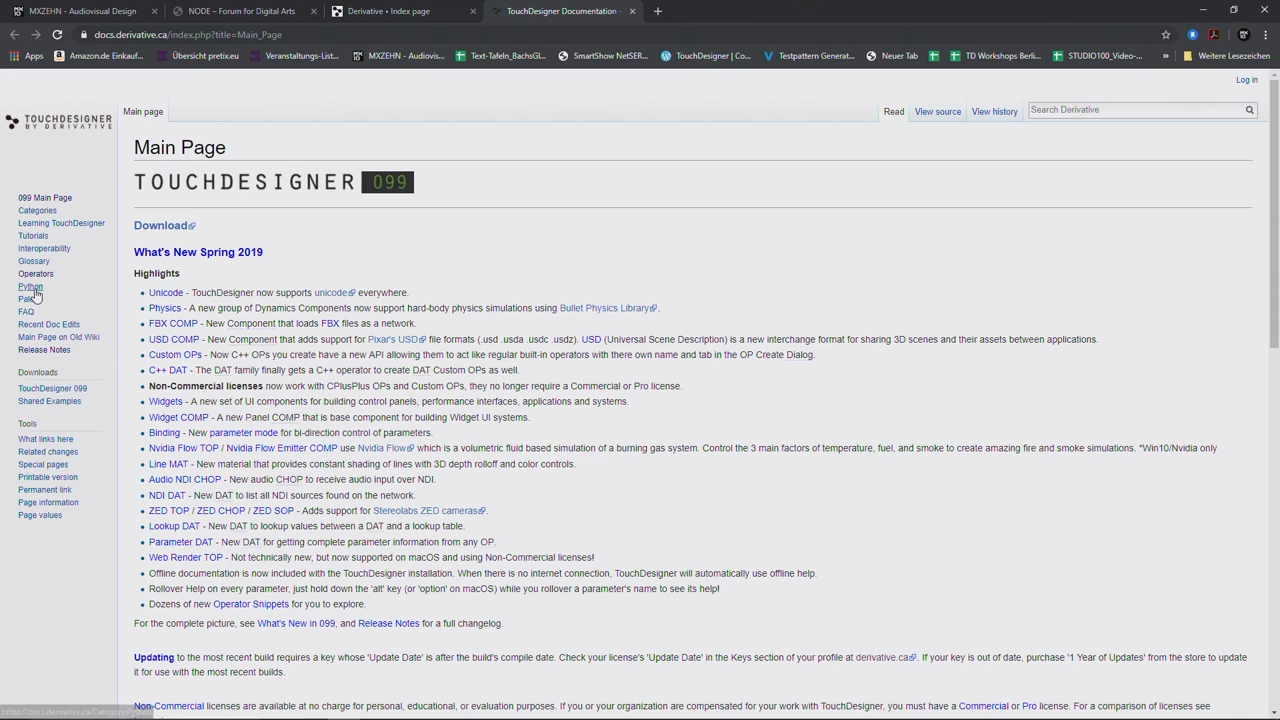 MXZEHN - Audiovisual Design
NODE – Forum for Digital Arts
Derivative • Index page
TouchDesigner Documentation -
docs.derivative.ca/index.php?title=Main_Page
Apps
Amazon.de Einkauf...
Übersicht pretix.eu
Veranstaltungs-List...
MXZEHN - Audiovis...
Text-Tafeln_BachsGl...
SmartShow NetSER...
TouchDesigner | Co...
Testpattern Generat...
Neuer Tab
TD Workshops Berli...
STUDIO100_Video-...
»
Weitere Lesezeichen
Log in
TOUCHDESIGNER
BY DERIVATIVE
Main page
Read
View source
View history
Search Derivative
Main Page
TOUCHDESIGNER 099
099 Main Page
Categories
Learning TouchDesigner
Tutorials
Interoperability
Glossary
Operators
Python
FAQ
Recent Doc Edits
Main Page on Old Wiki
Release Notes
Downloads
TouchDesigner 099
Shared Examples
Tools
What links here
Related changes
Special pages
Printable version
Permanent link
Page information
Page values
Download
What's New Spring 2019
Highlights
Unicode - TouchDesigner now supports unicode everywhere.
Physics - A new group of Dynamics Components now support hard-body physics simulations using Bullet Physics Library.
FBX COMP - New Component that loads FBX files as a network.
USD COMP - New Component that adds support for Pixar's USD file formats (.usd .usda .usdc .usdz). USD (Universal Scene Description) is a new interchange format for sharing 3D scenes and their assets between applications.
Custom OPs - Now C++ OPs you create have a new API allowing them to act like regular built-in operators with there own name and tab in the OP Create Dialog.
C++ DAT - The DAT family finally gets a C++ operator to create DAT Custom OPs as well.
Non-Commercial licenses now work with CPlusPlus OPs and Custom OPs, they no longer require a Commercial or Pro license.
Widgets - A new set of UI components for building control panels, performance interfaces, applications and systems.
Widget COMP - A new Panel COMP that is base component for building Widget UI systems.
Binding - New parameter mode for bi-direction control of parameters.
Nvidia Flow TOP / Nvidia Flow Emitter COMP use Nvidia Flow which is a volumetric fluid based simulation of a burning gas system. Control the 3 main factors of temperature, fuel, and smoke to create amazing fire and smoke simulations. *Win10/Nvidia only
Line MAT - New material that provides constant shading of lines with 3D depth rolloff and color controls.
Audio NDI CHOP - New audio CHOP to receive audio input over NDI.
NDI DAT - New DAT to list all NDI sources found on the network.
ZED TOP / ZED CHOP / ZED SOP - Adds support for Stereolabs ZED cameras.
Lookup DAT - New DAT to lookup values between a DAT and a lookup table.
Parameter DAT - New DAT for getting complete parameter information from any OP.
Web Render TOP - Not technically new, but now supported on macOS and using Non-Commercial licenses!
Offline documentation is now included with the TouchDesigner installation. When there is no internet connection, TouchDesigner will automatically use offline help.
Rollover Help on every parameter, just hold down the 'alt' key (or 'option' on macOS) while you rollover a parameter's name to see its help!
Dozens of new Operator Snippets for you to explore.
For the complete picture, see What's New in 099, and Release Notes for a full changelog.
Updating to the most recent build requires a key whose 'Update Date' is after the build's compile date. Check your license's 'Update Date' in the Keys section of your profile at derivative.ca. If your key is out of date, purchase '1 Year of Updates' from the store to update
it for use with the most recent builds.
Non-Commercial licenses are available at no charge for personal, educational, or evaluation purposes. If you or your organization are compensated for your work with TouchDesigner, you must have a Commercial or Pro license. For a comparison of licenses see
https://docs.derivative.ca/Category:Python